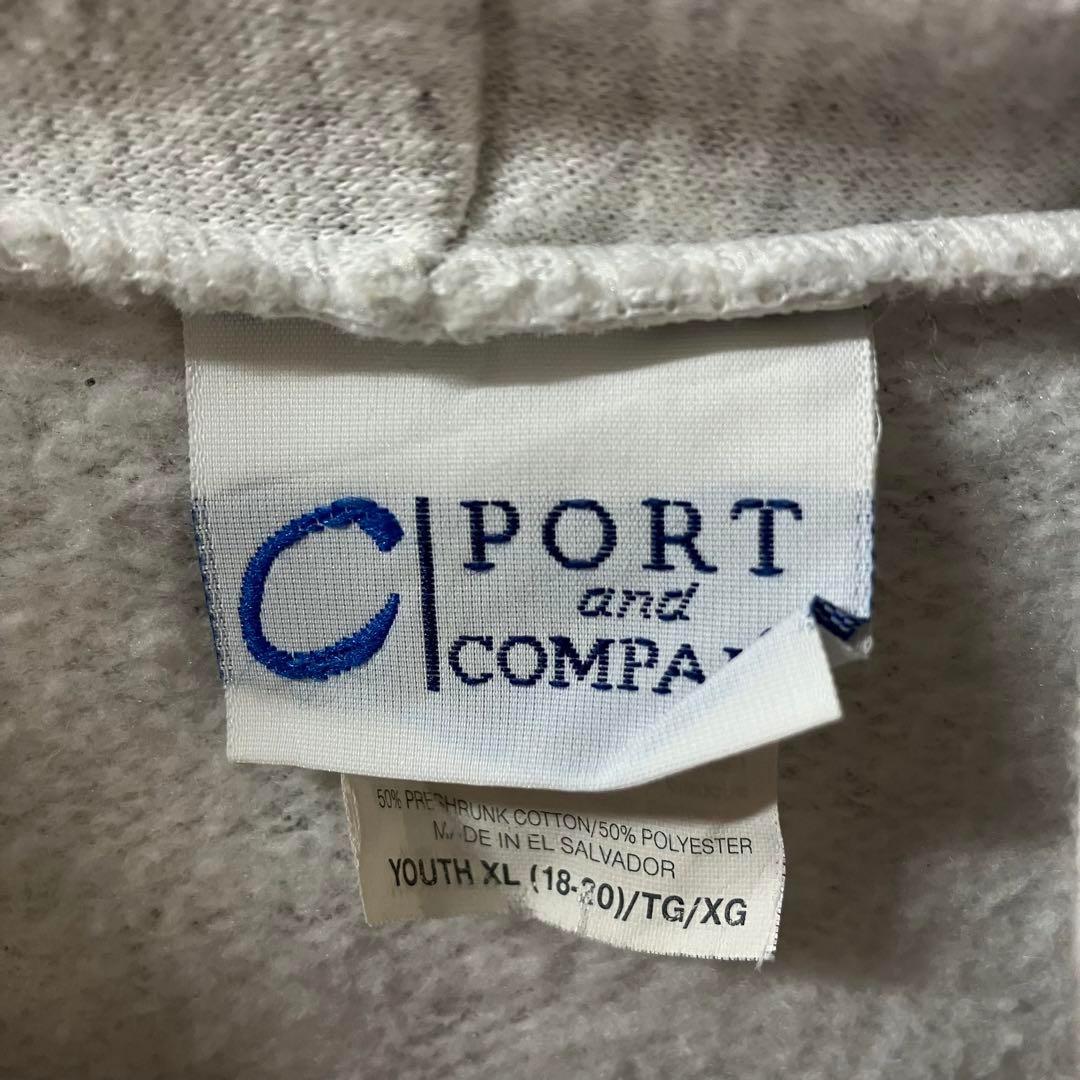 C
PORT
and
COMPA
50% PRESHRUNK COTTON/50% POLYESTER
MADE IN EL SALVADOR
YOUTH XL (18-20)/TG/XG